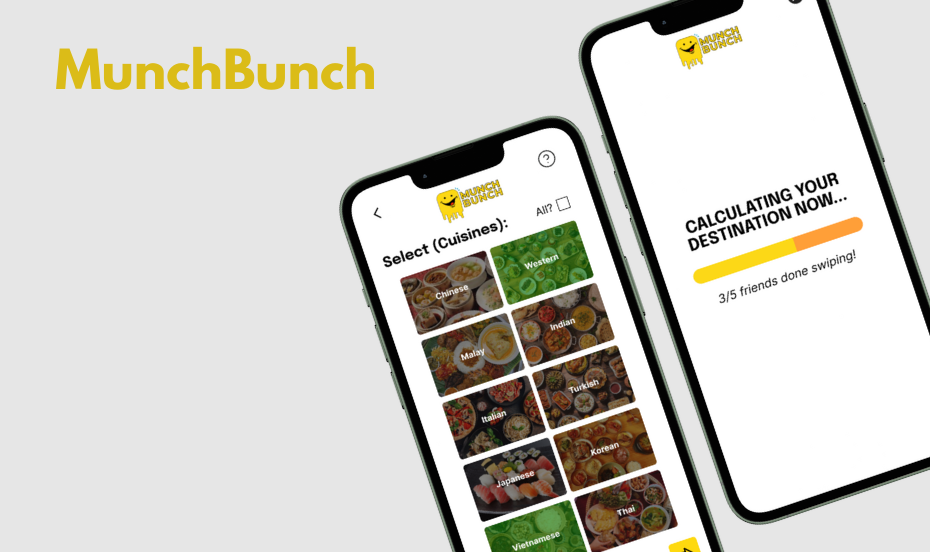 MunchBunch
MUNCH
BUNCH
All?
Select (Cuisines):
Chinese
Western
Malay
Indian
Italian
Turkish
Japanese
Korean
Vietnamese
Thai
MUNCH
BUNCH
CALCULATING YOUR
DESTINATION NOW...
3/5 friends done swiping!